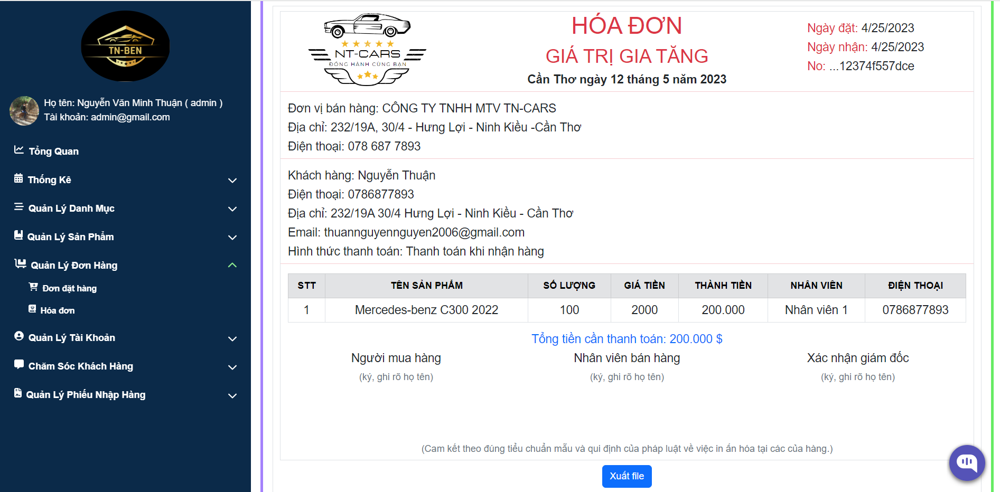 TN-BEN
Họ tên: Nguyễn Văn Minh Thuận ( admin )
Tài khoản: admin@gmail.com
Tổng Quan
Thống Kê
Quản Lý Danh Mục
Quản Lý Sản Phẩm
Quản Lý Đơn Hàng
Đơn đặt hàng
Hóa đơn
Quản Lý Tài Khoản
Chăm Sóc Khách Hàng
Quản Lý Phiếu Nhập Hàng
NT-CARS
ĐỒNG HÀNH CÙNG BẠN
HÓA ĐƠN
GIÁ TRỊ GIA TĂNG
Cần Thơ ngày 12 tháng 5 năm 2023
Ngày đặt: 4/25/2023
Ngày nhận: 4/25/2023
No: ...12374f557dce
Đơn vị bán hàng: CÔNG TY TNHH MTV TN-CARS
Địa chỉ: 232/19A, 30/4 - Hưng Lợi - Ninh Kiều -Cần Thơ
Điện thoại: 078 687 7893
Khách hàng: Nguyễn Thuận
Điện thoại: 0786877893
Địa chỉ: 232/19A 30/4 Hưng Lợi - Ninh Kiều - Cần Thơ
Email: thuannguyennguyen2006@gmail.com
Hình thức thanh toán: Thanh toán khi nhận hàng
STT TÊN SẢN PHẨM SỐ LƯỢNG GIÁ TIỀN THÀNH TIỀN NHÂN VIÊN ĐIỆN THOẠI
1 Mercedes-benz C300 2022 100 2000 200.000 Nhân viên 1 0786877893
Tổng tiền cần thanh toán: 200.000 $
Người mua hàng Nhân viên bán hàng Xác nhận giám đốc
(ký, ghi rõ họ tên) (ký, ghi rõ họ tên) (ký, ghi rõ họ tên)
(Cam kết theo đúng tiểu chuẩn mẫu và qui định của pháp luật về việc in ấn hóa tại các của hàng.)
Xuất file